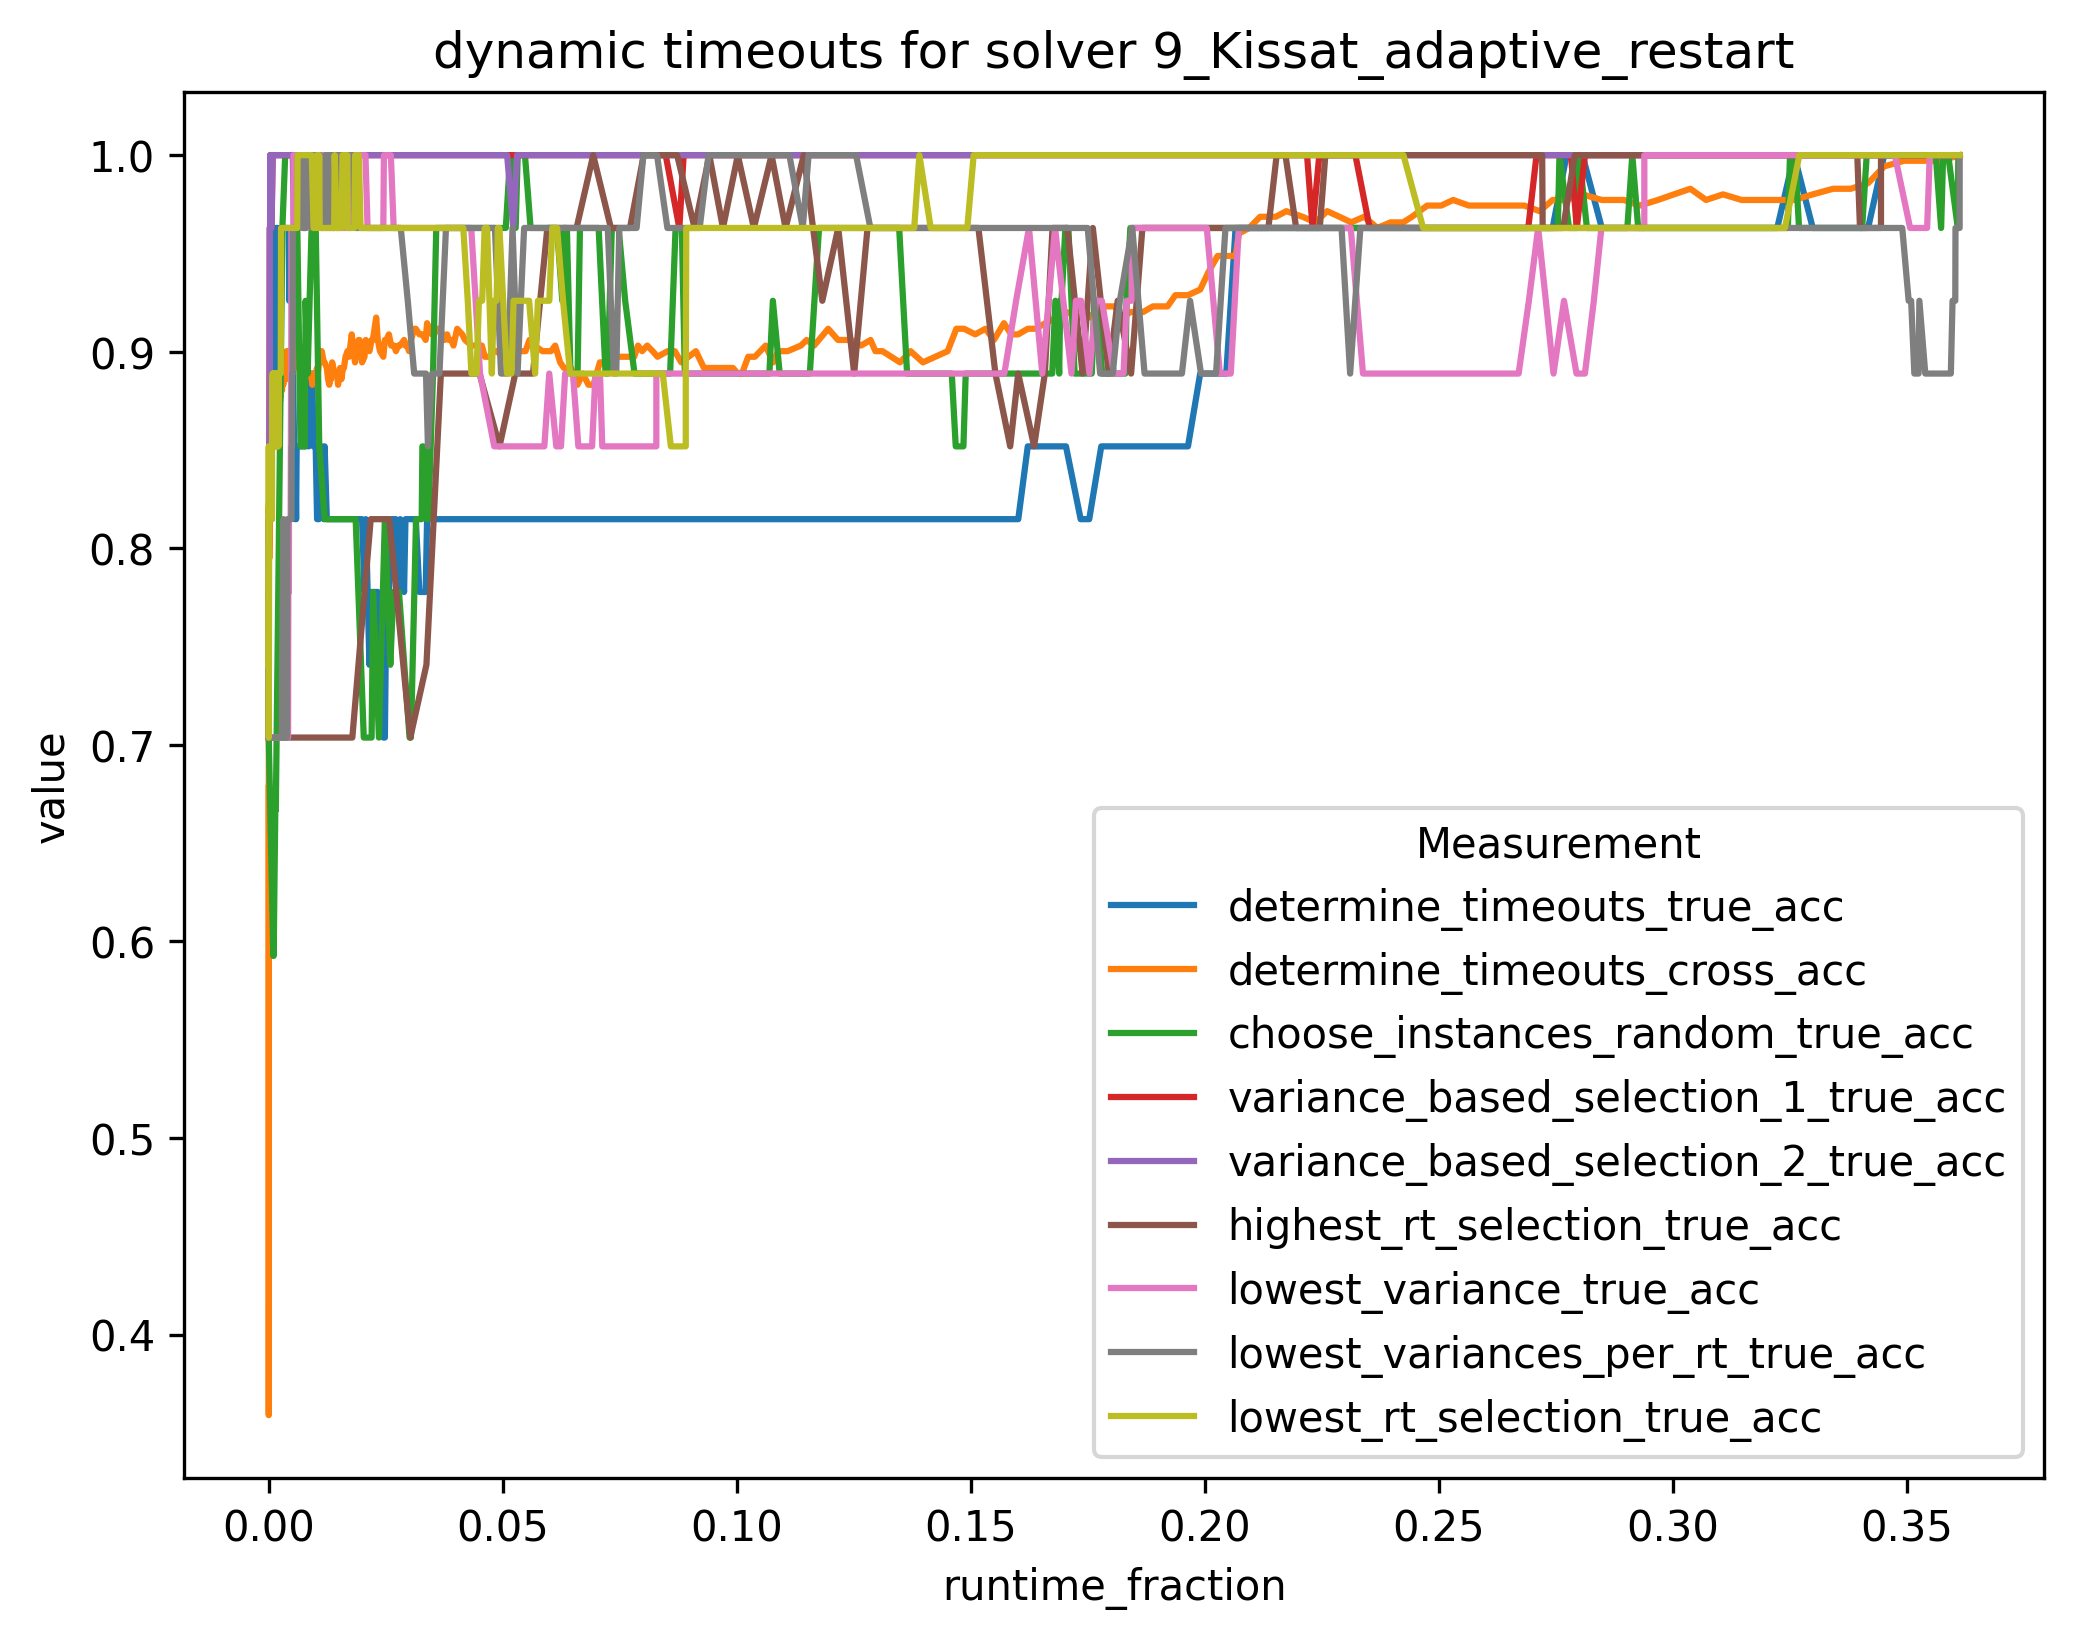 dynamic timeouts for solver 9_Kissat_adaptive_restart
1.0
0.9
0.8
0.7
0.6
0.5
0.4
value
0.00 0.05 0.10 0.15 0.20 0.25 0.30 0.35
runtime_fraction
Measurement
determine_timeouts_true_acc
determine_timeouts_cross_acc
choose_instances_random_true_acc
variance_based_selection_1_true_acc
variance_based_selection_2_true_acc
highest_rt_selection_true_acc
lowest_variance_true_acc
lowest_variances_per_rt_true_acc
lowest_rt_selection_true_acc